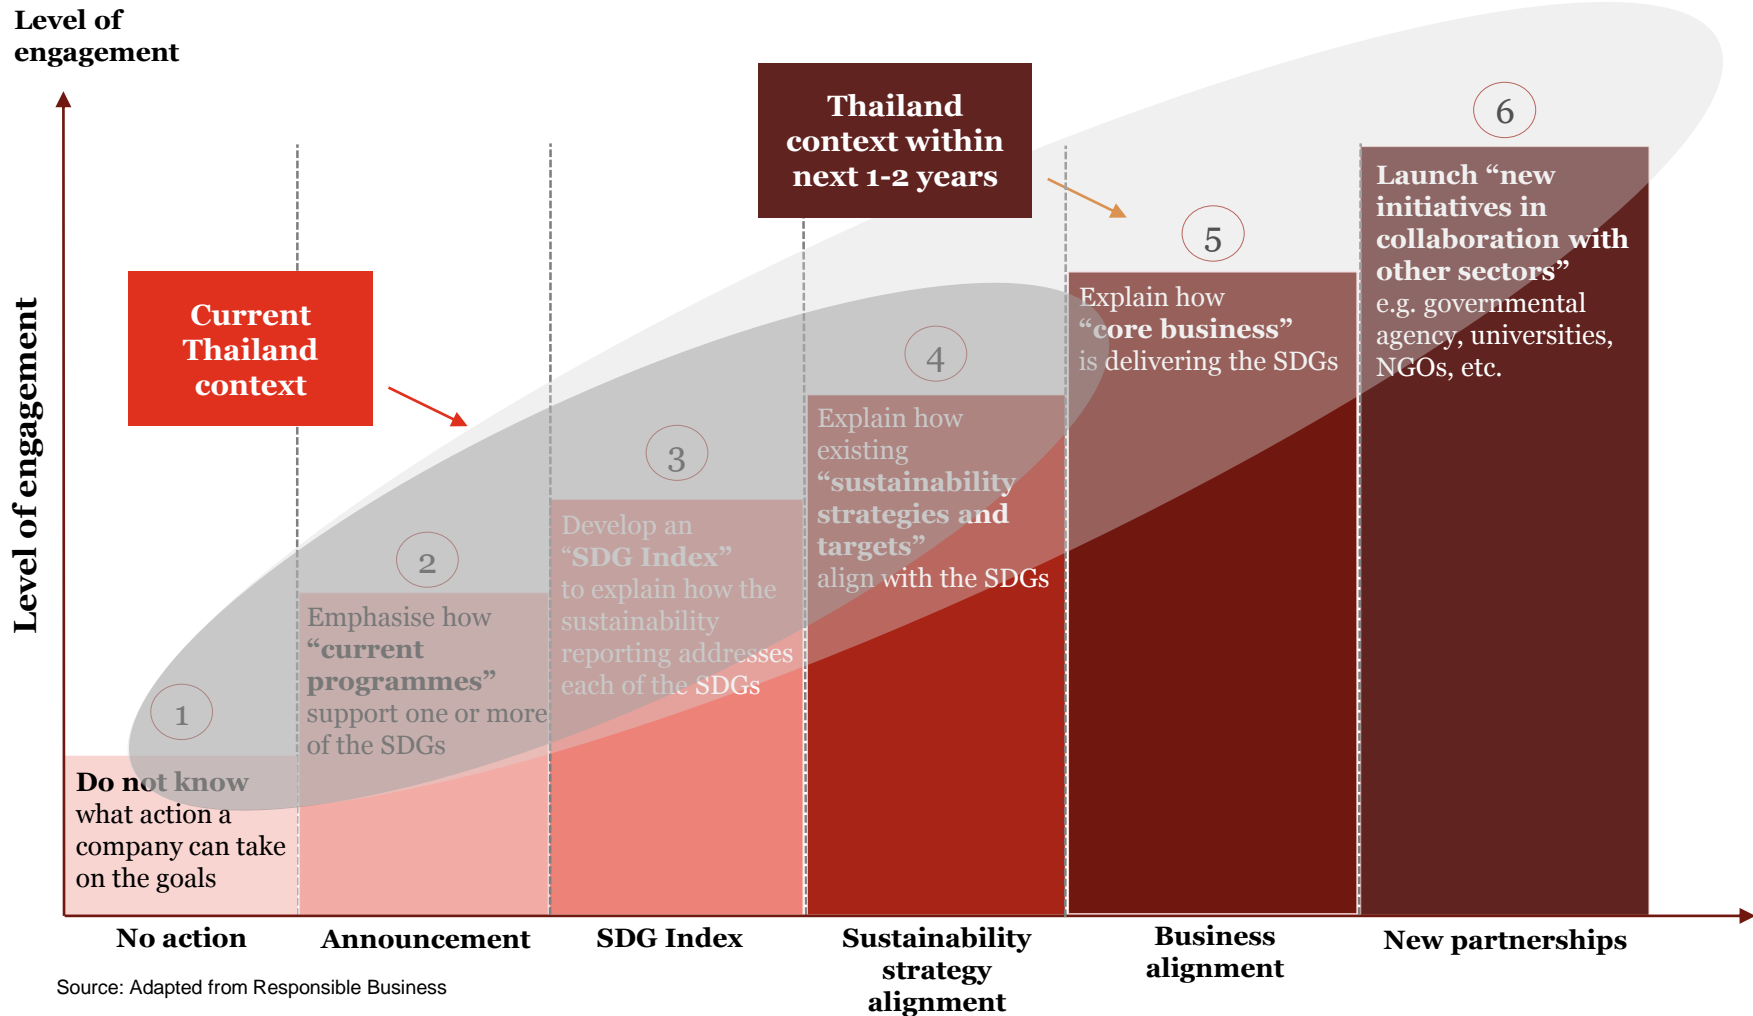 Level of
engagement
Level of engagement
Current
Thailand
context
Thailand
context within
next 1-2 years
1
Do not know
what action a
company can take
on the goals
2
Emphasise how
“current
programmes”
support one or more
of the SDGs
3
Develop an
“SDG Index”
to explain how the
sustainability
reporting addresses
each of the SDGs
4
Explain how
existing
“sustainability
strategies and
targets”
align with the SDGs
5
Explain how
“core business”
is delivering the SDGs
6
Launch “new
initiatives in
collaboration with
other sectors”
e.g. governmental
agency, universities,
NGOs, etc.
No action
Announcement
SDG Index
Sustainability
strategy
alignment
Business
alignment
New partnerships
Source: Adapted from Responsible Business